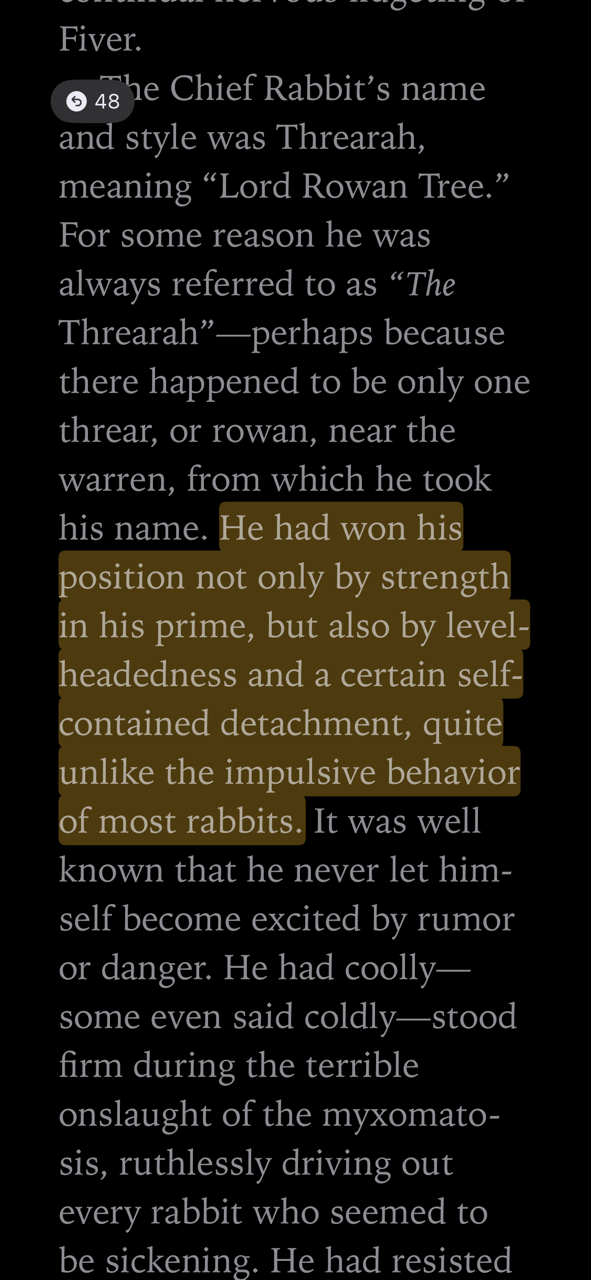 Fiver.
The Chief Rabbit’s name
48
and style was Threarah,
meaning “Lord Rowan Tree.”
For some reason he was
always referred to as “The
Threarah”—perhaps because
there happened to be only one
threar, or rowan, near the
warren, from which he took
his name. He had won his
position not only by strength
in his prime, but also by level-
headedness and a certain self-
contained detachment, quite
unlike the impulsive behavior
of most rabbits. It was well
known that he never let him-
self become excited by rumor
or danger. He had coolly—
some even said coldly—stood
firm during the terrible
onslaught of the myxomato-
sis, ruthlessly driving out
every rabbit who seemed to
be sickening. He had resisted